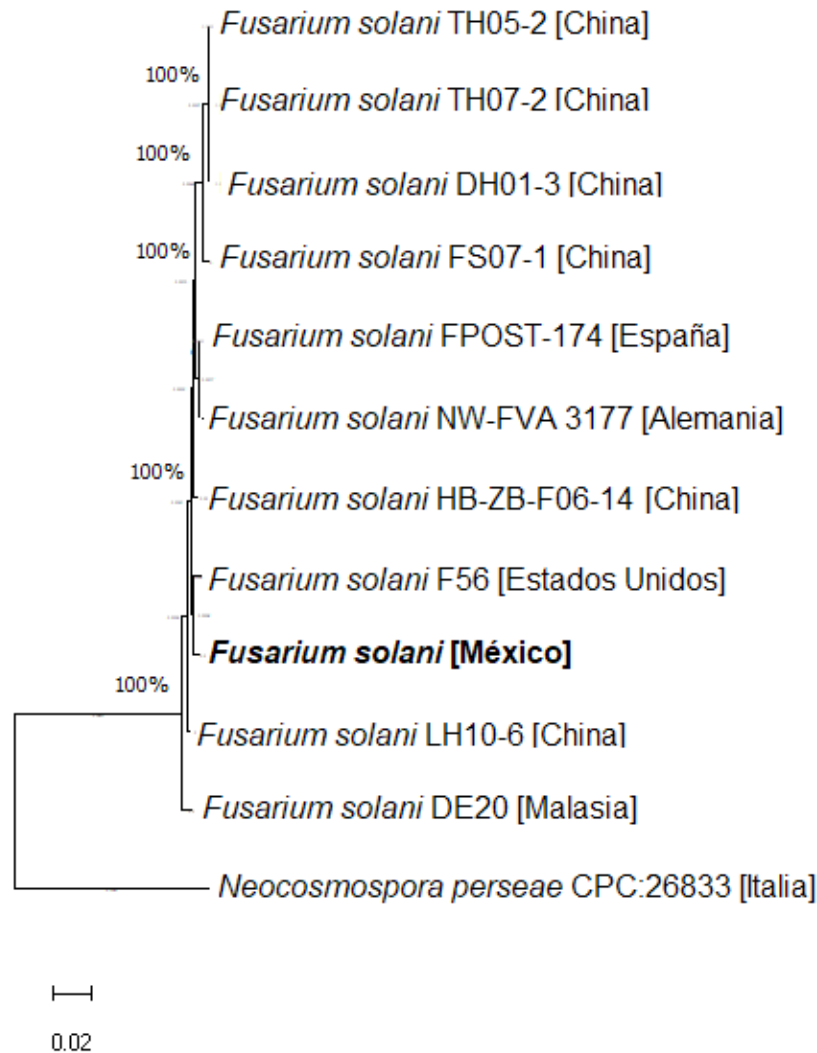 Fusarium solani TH05-2 [China]
100%
Fusarium solani TH07-2 [China]
100%
Fusarium solani DH01-3 [China]
100%
Fusarium solani FS07-1 [China]
Fusarium solani FPOST-174 [España]
Fusarium solani NW-FVA 3177 [Alemania]
100%
Fusarium solani HB-ZB-F06-14 [China]
Fusarium solani F56 [Estados Unidos]
Fusarium solani [México]
100%
Fusarium solani LH10-6 [China]
Fusarium solani DE20 [Malasia]
Neocosmospora perseae CPC:26833 [Italia]
0.02